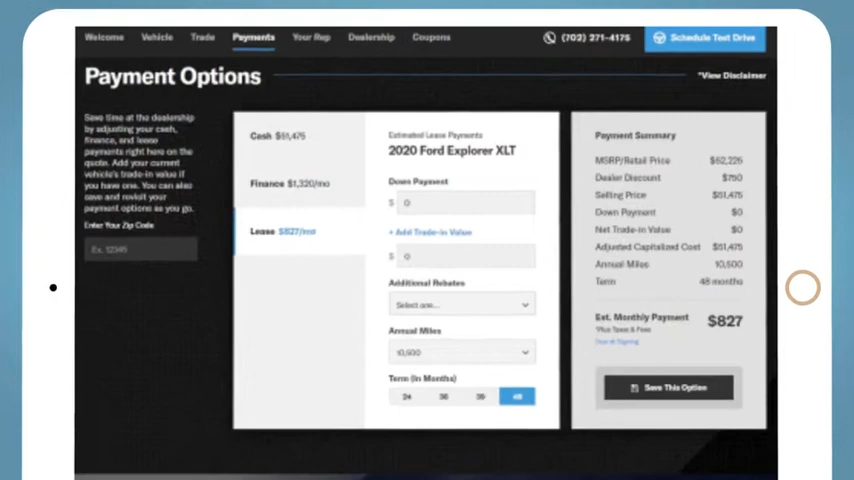 Welcome Vehicle Trade Payments Your Rep Dealership Coupons (702) 271-4175 Schedule Test Drive
Payment Options
*View Disclaimer
Save time at the dealership
by adjusting your cash,
finance, and lease
payments right here on the
quote. Add your current
vehicle's trade-in value if
you have one. You can also
save and revisit your
payment options as you go.
Enter Your Zip Code
Ex. 12345
Cash $51,475
Finance $1,320/mo
Lease $827/mo
Estimated Lease Payments
2020 Ford Explorer XLT
Down Payment
$ 0
+ Add Trade-in Value
$ 0
Additional Rebates
Select one...
Annual Miles
10,500
Term (In Months)
24 36 39 48
Payment Summary
MSRP/Retail Price $52,225
Dealer Discount $750
Selling Price $51,475
Down Payment $0
Net Trade-in Value $0
Adjusted Capitalized Cost $51,475
Annual Miles 10,500
Term 48 months
Est. Monthly Payment $827
*Plus Taxes & Fees
Due at Signing
Save This Option